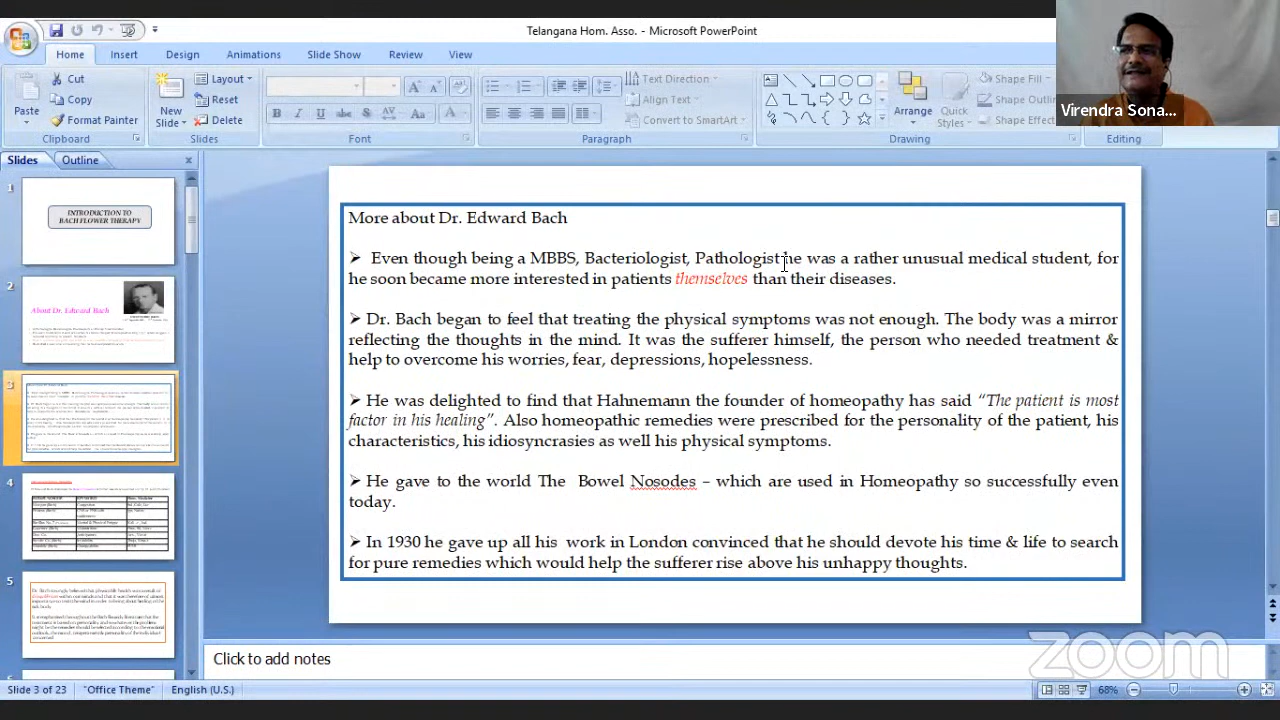 Telangana Hom. Asso. - Microsoft PowerPoint
Virendra Sona...
Home Insert Design Animations Slide Show Review View
Paste
Cut
Copy
Format Painter
Clipboard
New Slide
Layout
Reset
Delete
Slides
B I U S abc AV Aa A
Font
Text Direction
Align Text
Convert to SmartArt
Paragraph
Arrange
Quick Styles
Shape Fill
Shape Outlin
Shape Effect
Drawing
Editing
Slides Outline
1
INTRODUCTION TO
BACH FLOWER THERAPY
2
About Dr. Edward Bach
3
4
5
More about Dr. Edward Bach
➢ Even though being a MBBS, Bacteriologist, Pathologist he was a rather unusual medical student, for
he soon became more interested in patients themselves than their diseases.
➢ Dr. Bach began to feel that treating the physical symptoms was not enough. The body was a mirror
reflecting the thoughts in the mind. It was the sufferer himself, the person who needed treatment &
help to overcome his worries, fear, depressions, hopelessness.
➢ He was delighted to find that Hahnemann the founder of homeopathy has said “The patient is most
factor in his healing”. Also homeopathic remedies were prescribed for the personality of the patient, his
characteristics, his idiosyncrasies as well his physical symptoms.
➢ He gave to the world The Bowel Nosodes – which are used in Homeopathy so successfully even
today.
➢ In 1930 he gave up all his work in London convinced that he should devote his time & life to search
for pure remedies which would help the sufferer rise above his unhappy thoughts.
Click to add notes
zoom
Slide 3 of 23 "Office Theme" English (U.S.) 68%